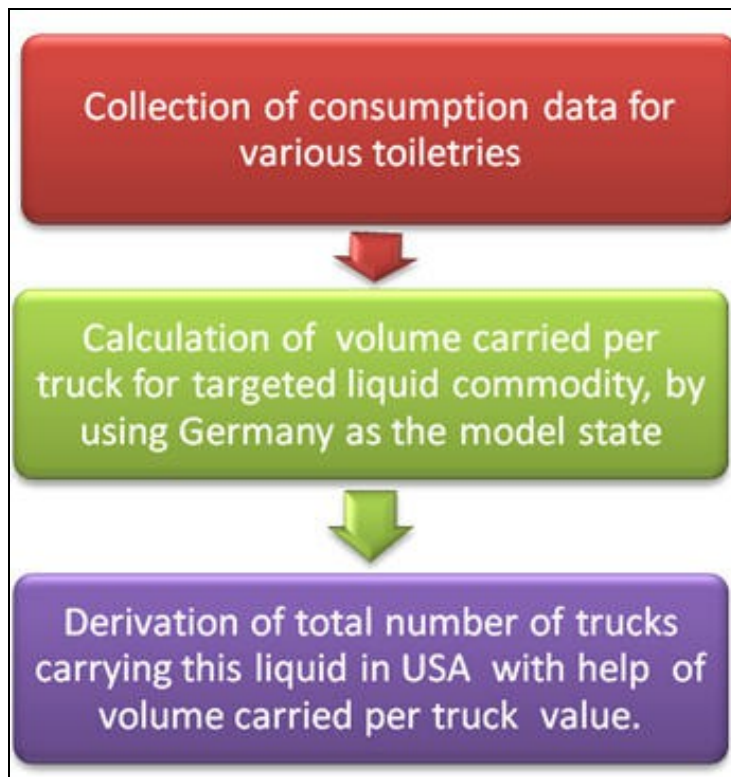 Collection of consumption data for
various toiletries
Calculation of volume carried per
truck for targeted liquid commodity, by
using Germany as the model state
Derivation of total number of trucks
carrying this liquid in USA with help of
volume carried per truck value.